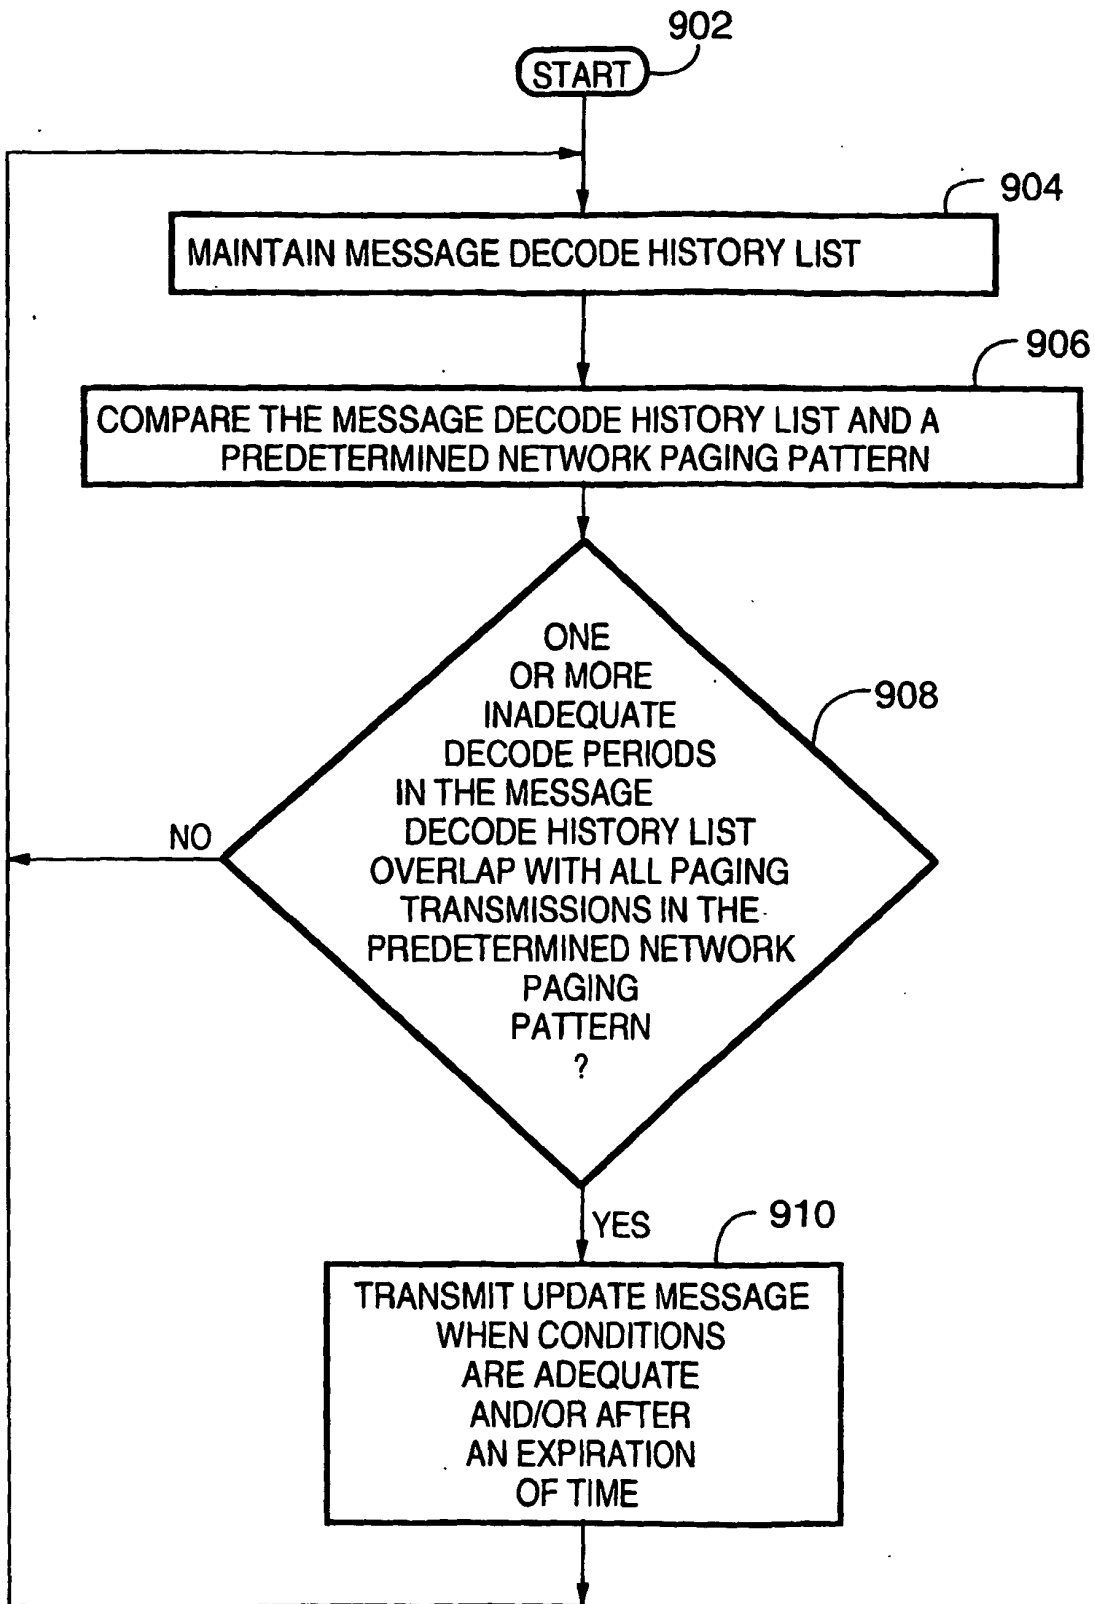 902
START
904
MAINTAIN MESSAGE DECODE HISTORY LIST
906
COMPARE THE MESSAGE DECODE HISTORY LIST AND A
PREDETERMINED NETWORK PAGING PATTERN
ONE
OR MORE
INADEQUATE
DECODE PERIODS
IN THE MESSAGE
DECODE HISTORY LIST
OVERLAP WITH ALL PAGING
TRANSMISSIONS IN THE
PREDETERMINED NETWORK
PAGING
PATTERN
?
908
NO
YES
910
TRANSMIT UPDATE MESSAGE
WHEN CONDITIONS
ARE ADEQUATE
AND/OR AFTER
AN EXPIRATION
OF TIME